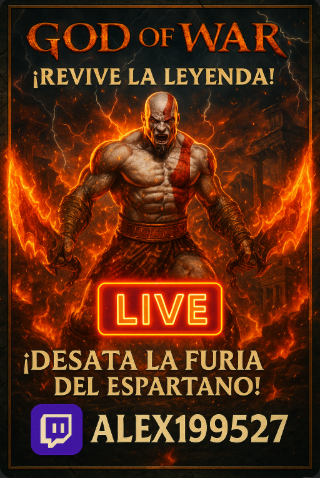 GOD OF WAR
¡REVIVE LA LEYENDA!
LIVE
¡DESATA LA FURIA
DEL ESPARTANO!
ALEX199527